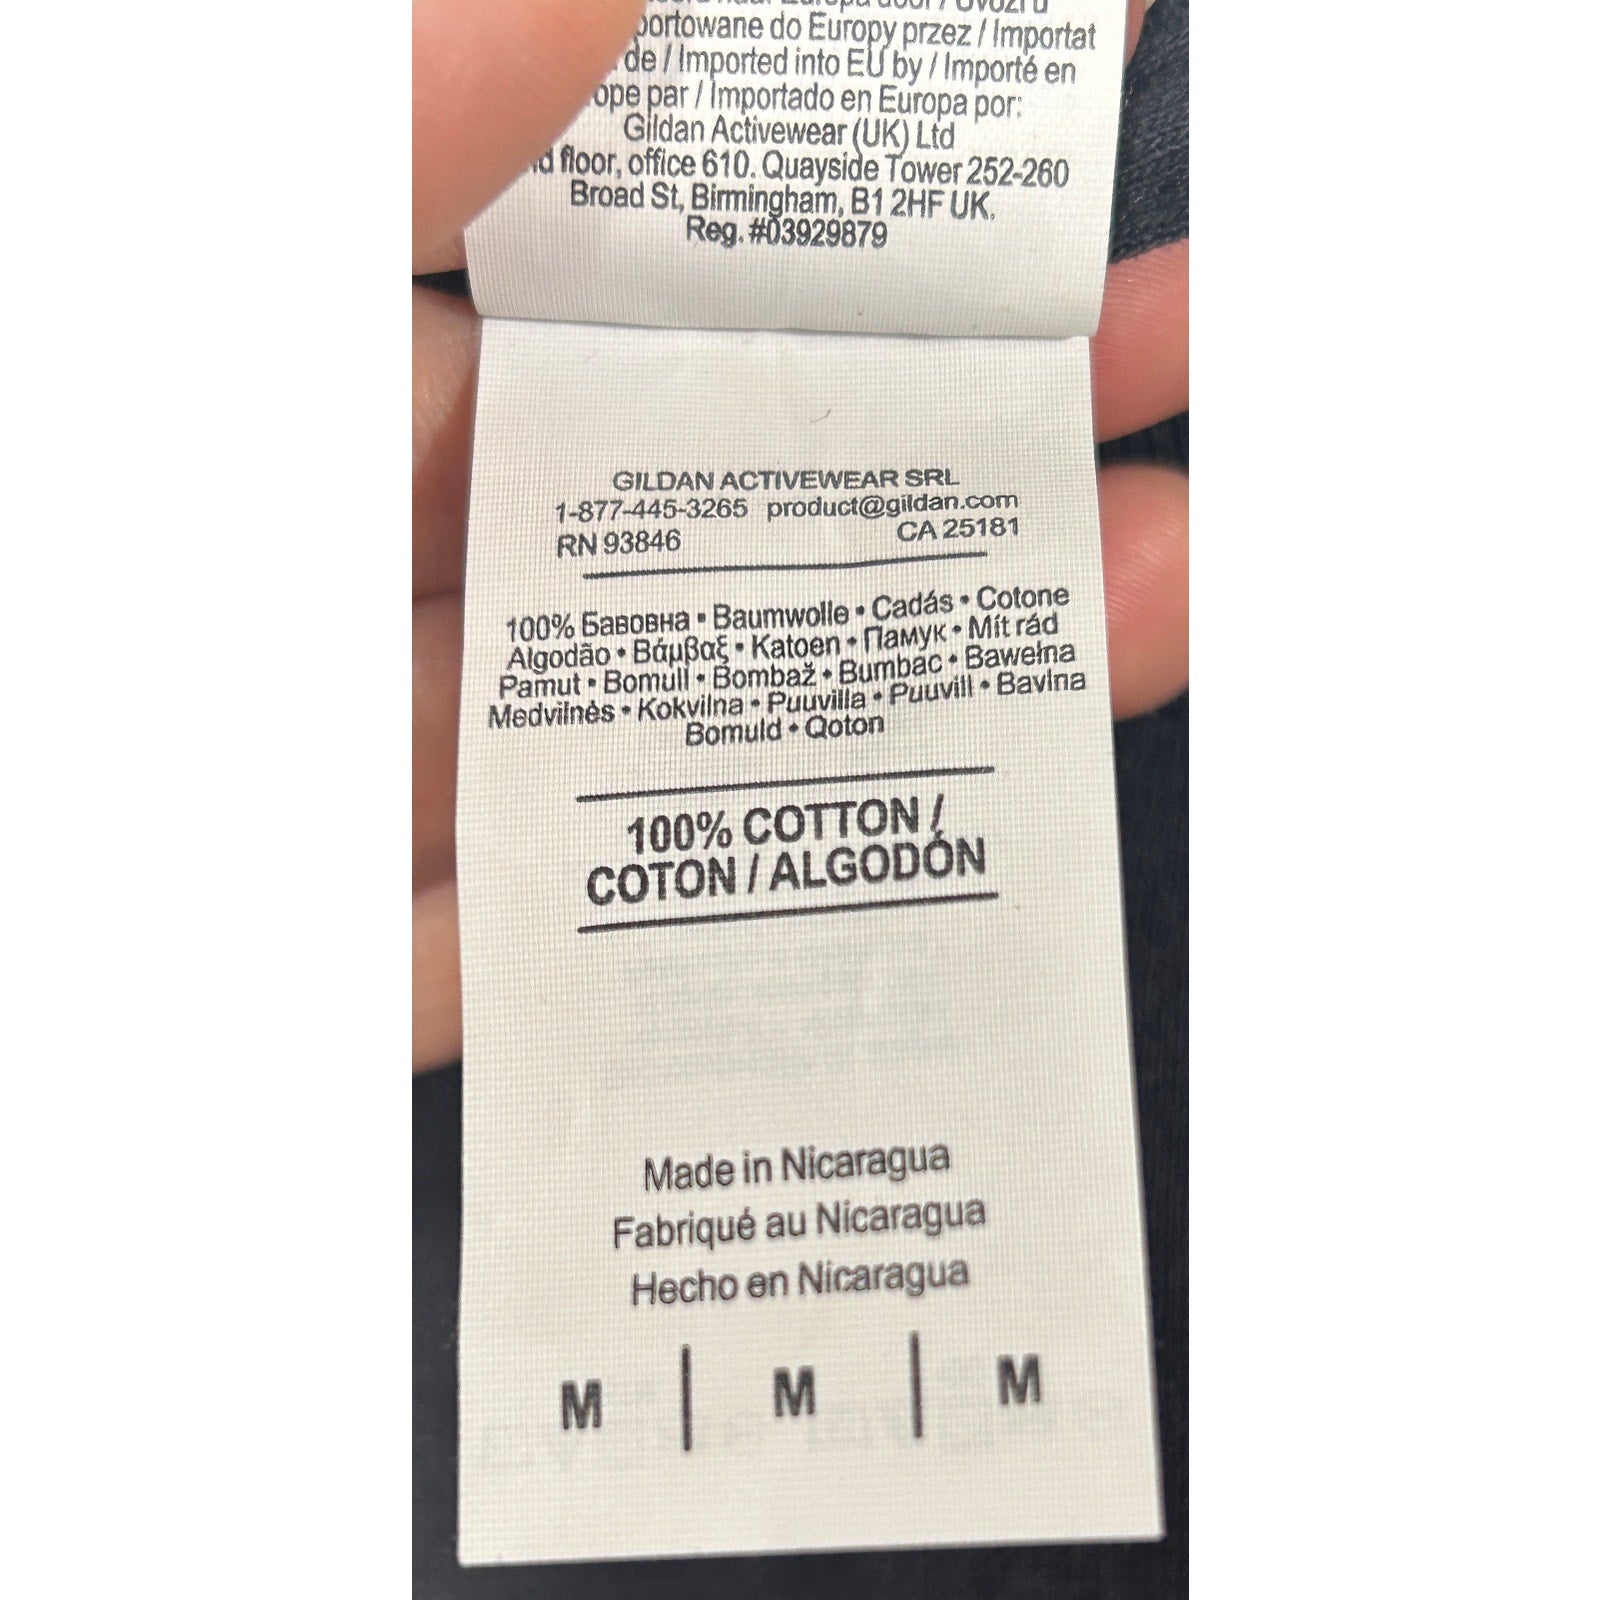 portowane do Europy przez / Importat
de / Imported into EU by / Importé en
ope par / Importado en Europa por:
Gildan Activewear (UK) Ltd
floor, office 610. Quayside Tower 252-260
Broad St, Birmingham, B1 2HF UK.
Reg. #03929879
GILDAN ACTIVEWEAR SRL
1-877-445-3265 product@gildan.com
RN 93846 CA 25181
100% Бавовна • Baumwolle • Cadás • Cotone
Algodão • Βάμβαξ • Katoen • Памук • Mít rád
Pamut • Bomull • Bombaž • Bumbac • Bawełna
Medvilnės • Kokvilna • Puuvilla • Puuvill • Bavlna
Bomuld • Qoton
100% COTTON /
COTON / ALGODÓN
Made in Nicaragua
Fabriqué au Nicaragua
Hecho en Nicaragua
M | M | M